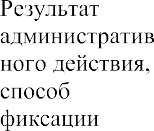 Результат
административ
ного действия,
способ
фиксации